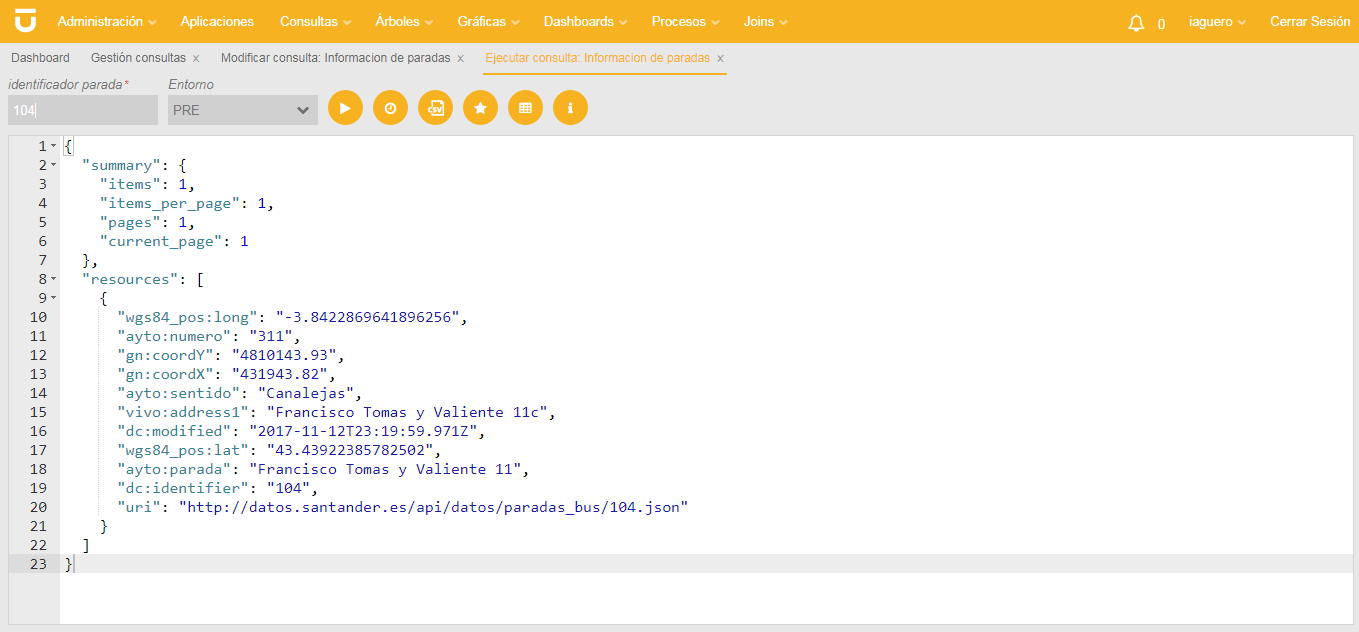 Administración Aplicaciones Consultas Árboles Gráficas Dashboards Procesos Joins 0 iaguero Cerrar Sesión
Dashboard Gestión consultas x Modificar consulta: Informacion de paradas x Ejecutar consulta: Informacion de paradas x
identificador parada* Entorno
104 PRE CSV i
1 {
2 "summary": {
3 "items": 1,
4 "items_per_page": 1,
5 "pages": 1,
6 "current_page": 1
7 },
8 "resources": [
9 {
10 "wgs84_pos:long": "-3.8422869641896256",
11 "ayto:numero": "311",
12 "gn:coordY": "4810143.93",
13 "gn:coordX": "431943.82",
14 "ayto:sentido": "Canalejas",
15 "vivo:address1": "Francisco Tomas y Valiente 11c",
16 "dc:modified": "2017-11-12T23:19:59.971Z",
17 "wgs84_pos:lat": "43.43922385782502",
18 "ayto:parada": "Francisco Tomas y Valiente 11",
19 "dc:identifier": "104",
20 "uri": "http://datos.santander.es/api/datos/paradas_bus/104.json"
21 }
22 ]
23 }